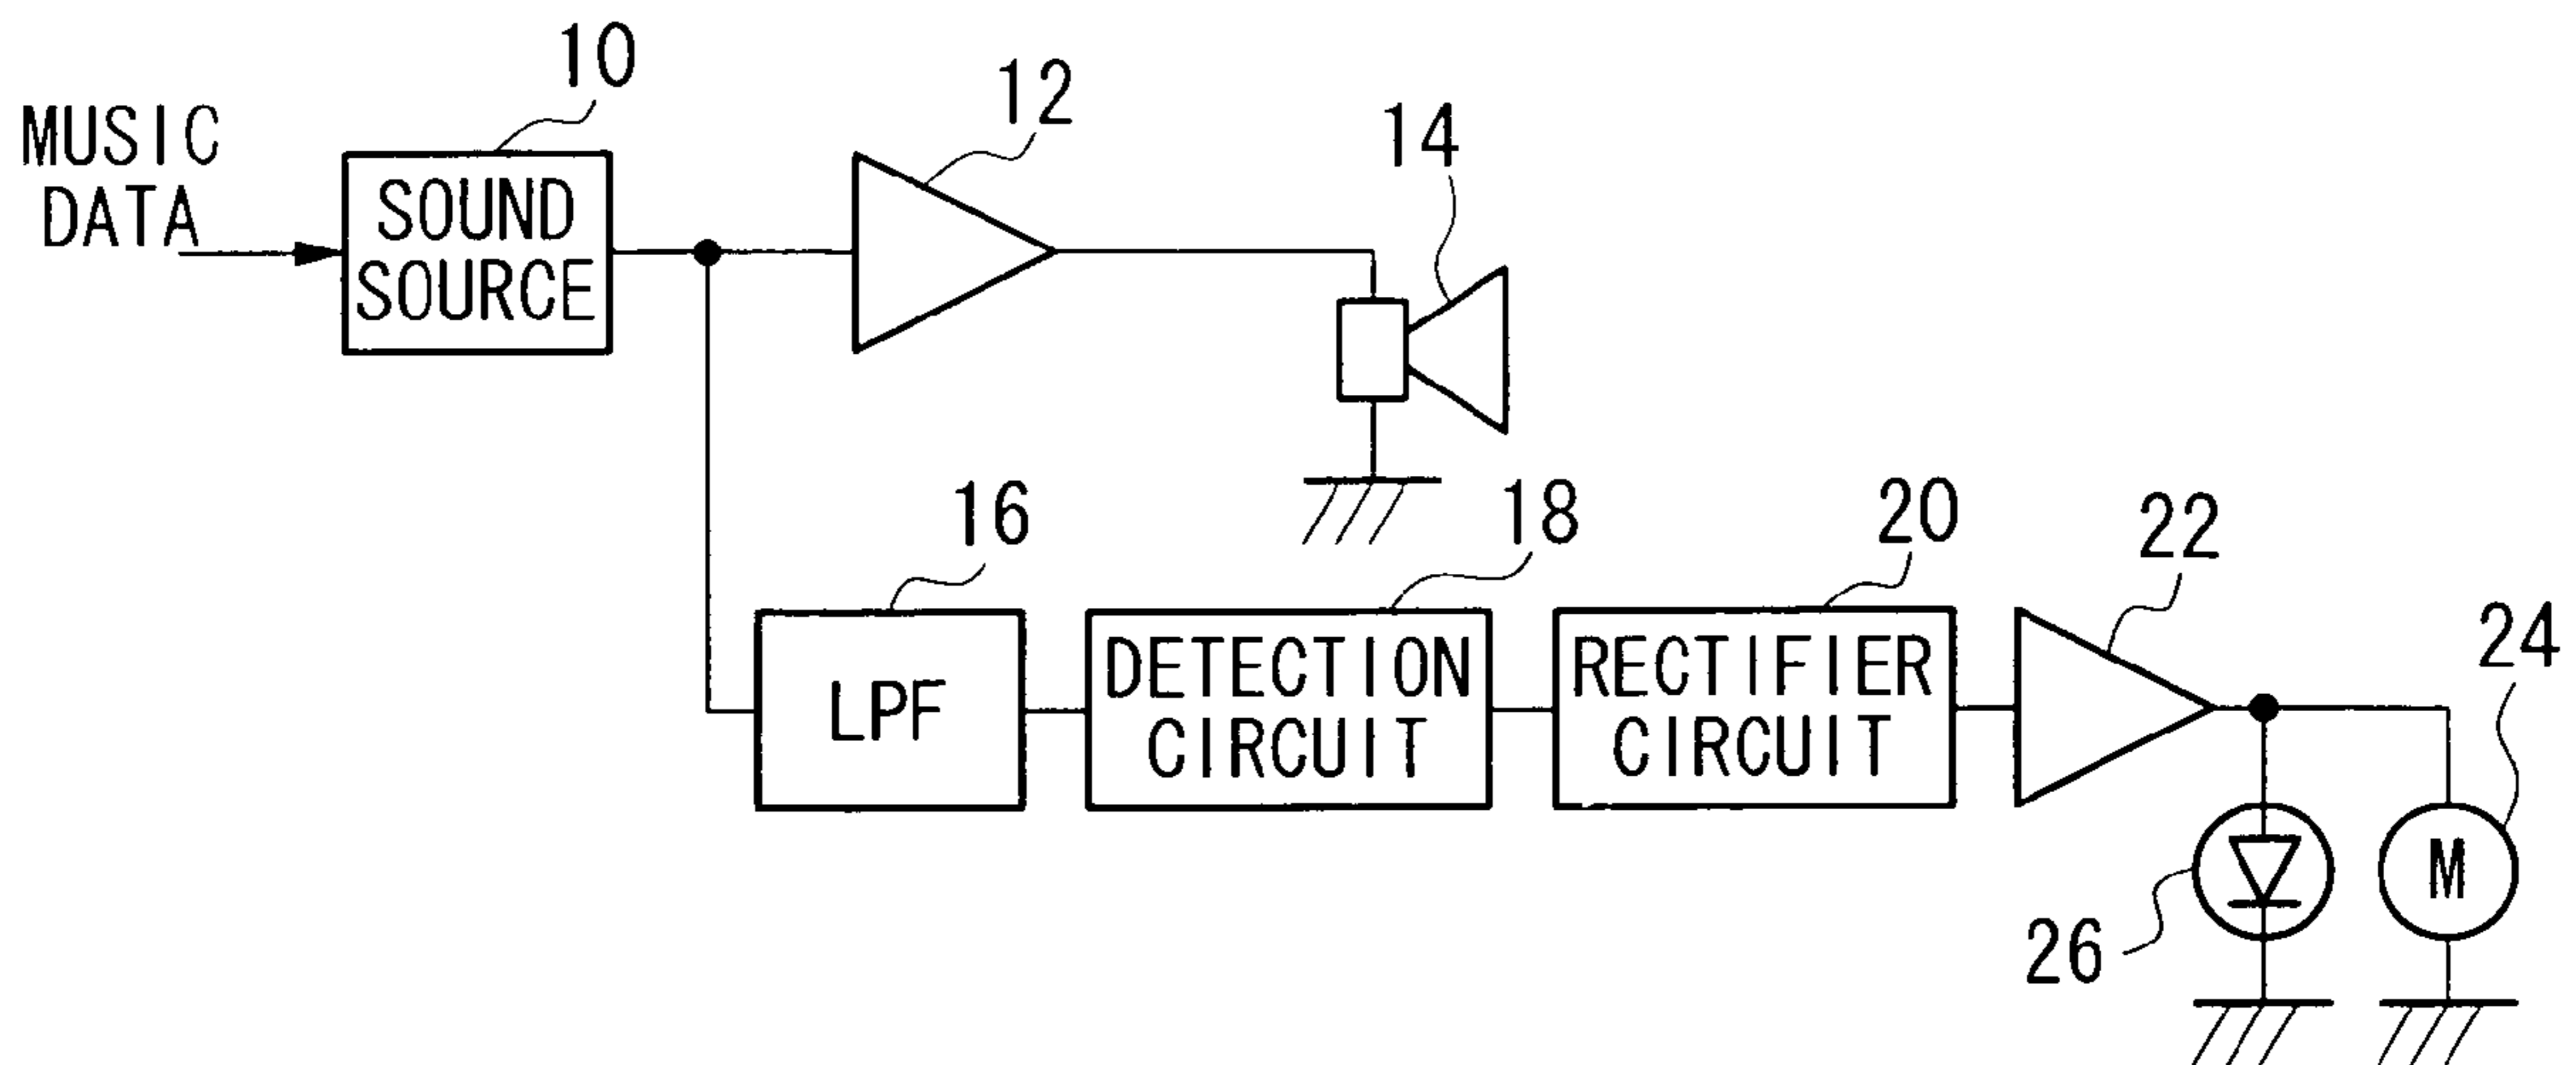 10
12
14
MUSIC
DATA
SOUND
SOURCE
16
18
20
22
24
LPF
DETECTION
CIRCUIT
RECTIFIER
CIRCUIT
M
26